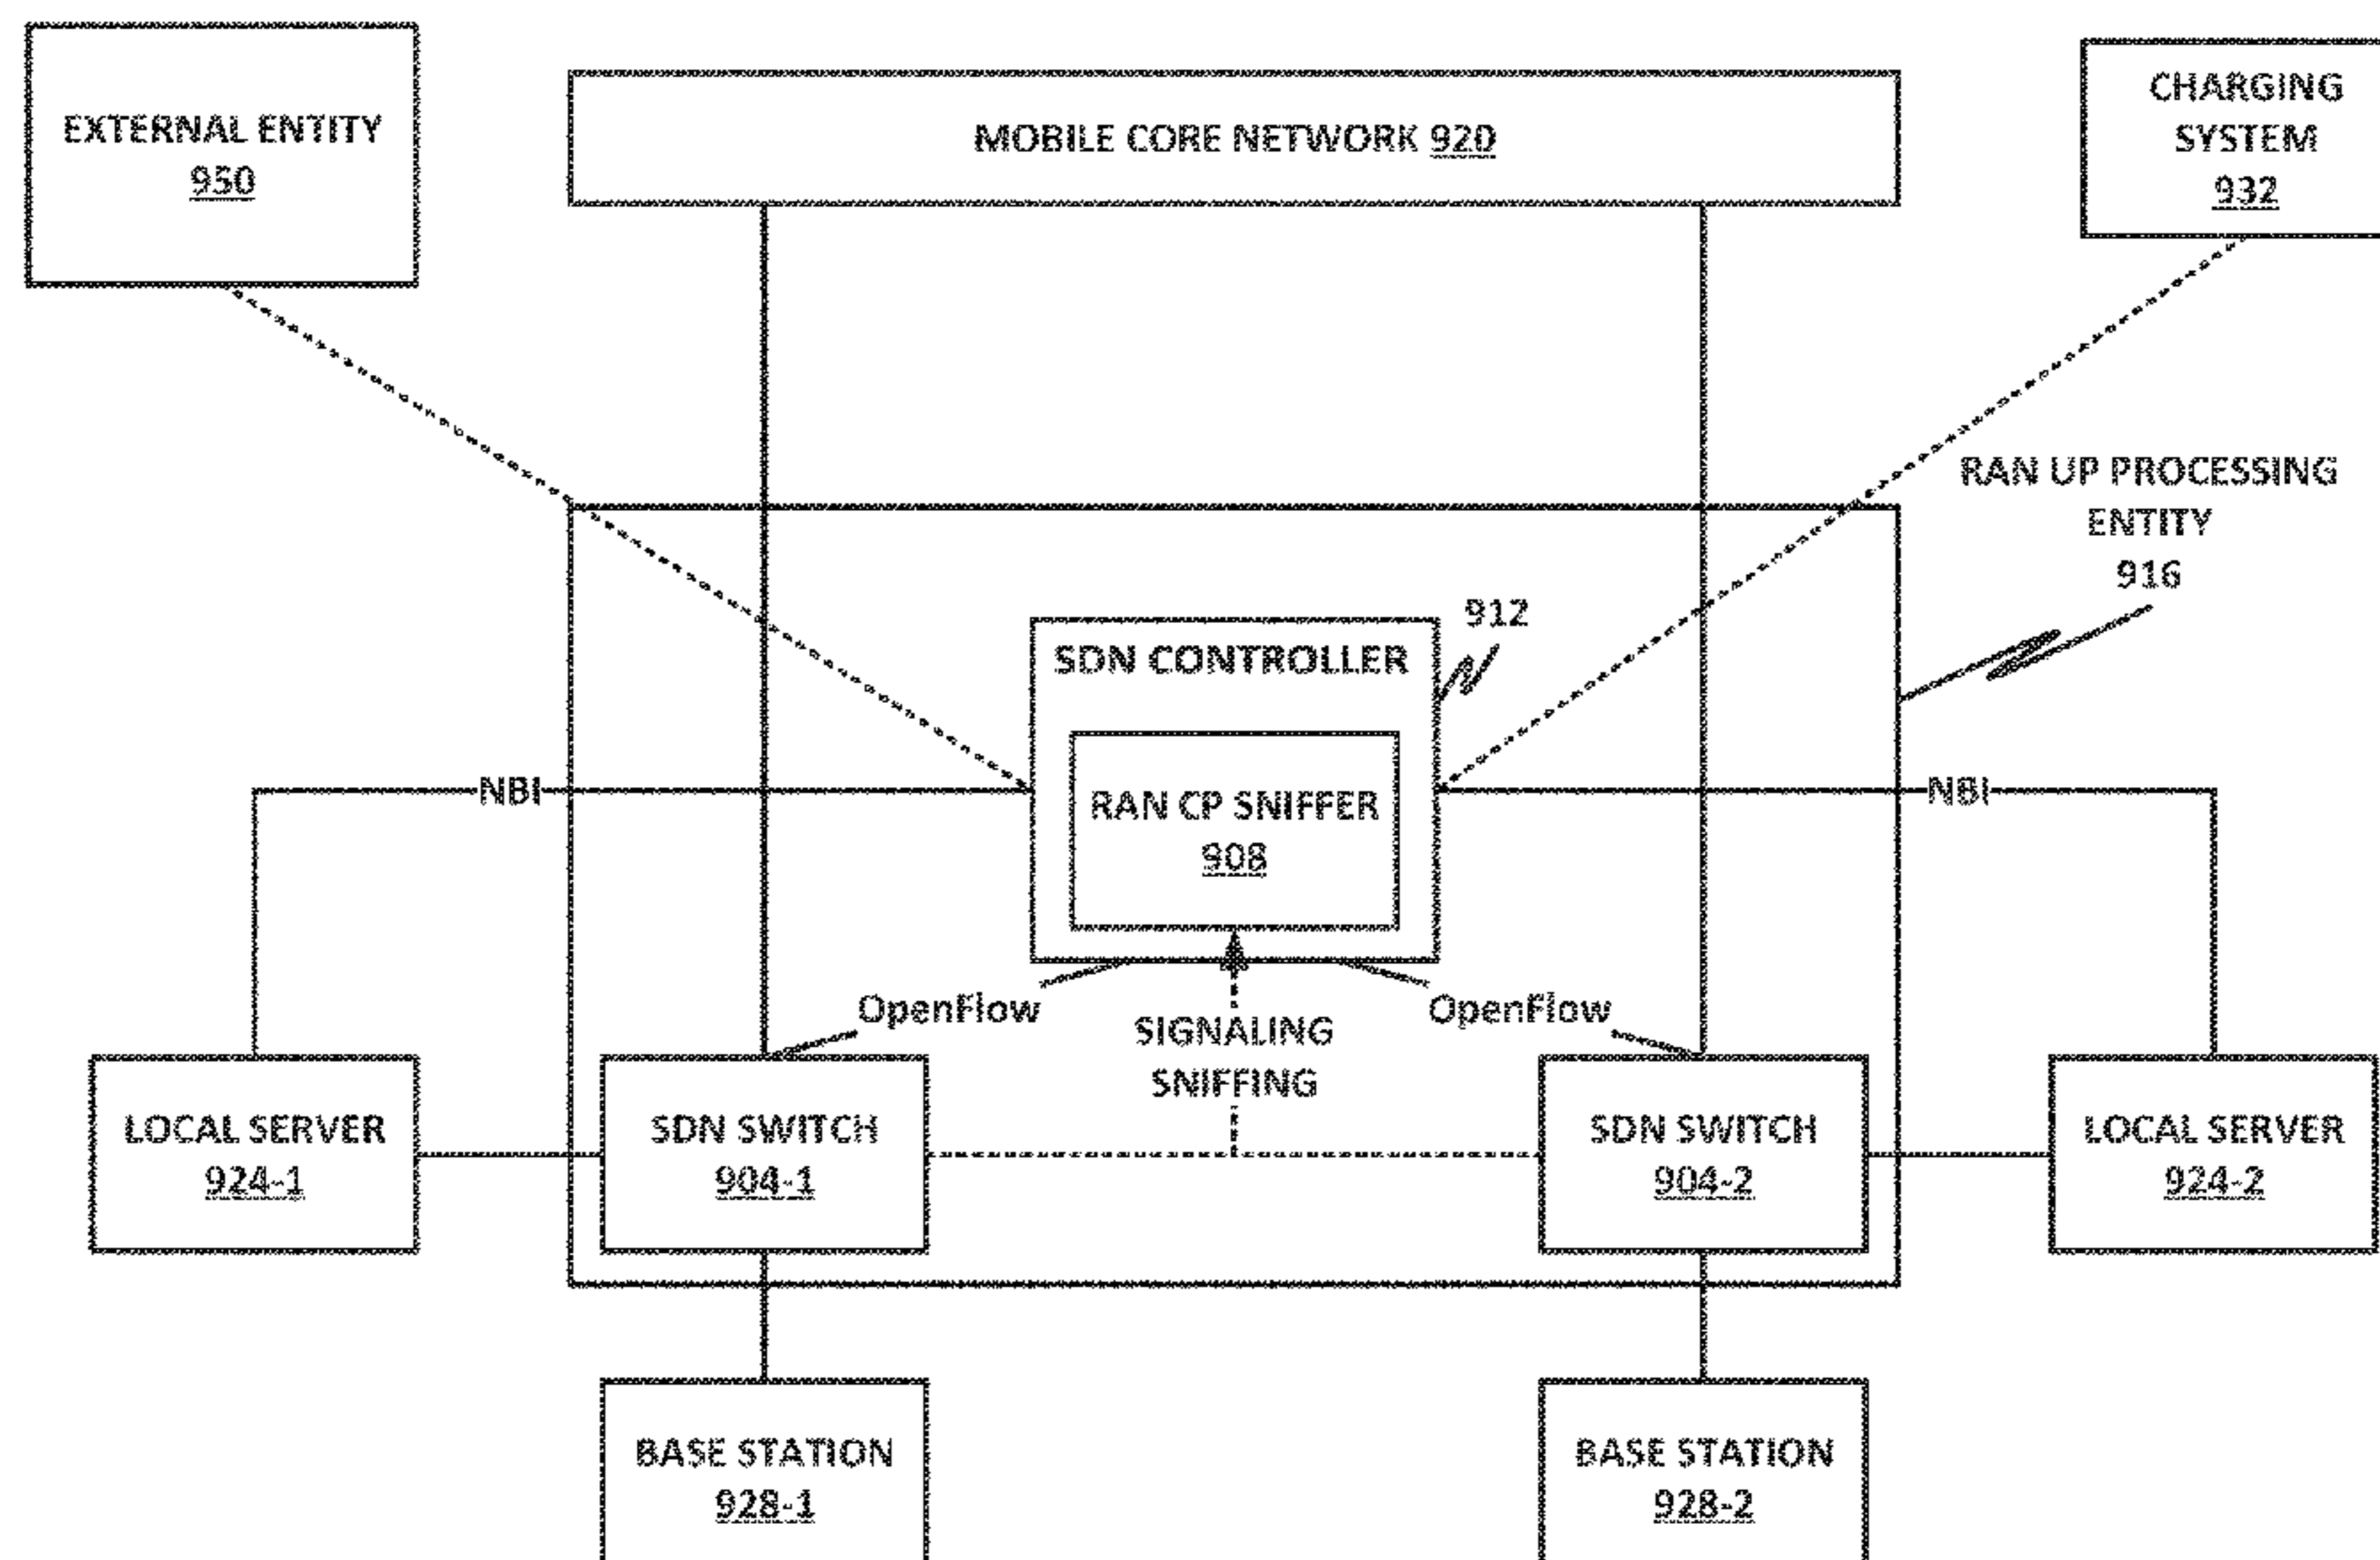 EXTERNAL ENTITY
950
MOBILE CORE NETWORK 920
CHARGING
SYSTEM
932
RAN UP PROCESSING
ENTITY
916
912
SDN CONTROLLER
RAN CP SNIFFER
908
NBI
NBI
OpenFlow
OpenFlow
SIGNALING
SNIFFING
LOCAL SERVER
924-1
SDN SWITCH
904-1
SDN SWITCH
904-2
LOCAL SERVER
924-2
BASE STATION
928-1
BASE STATION
928-2